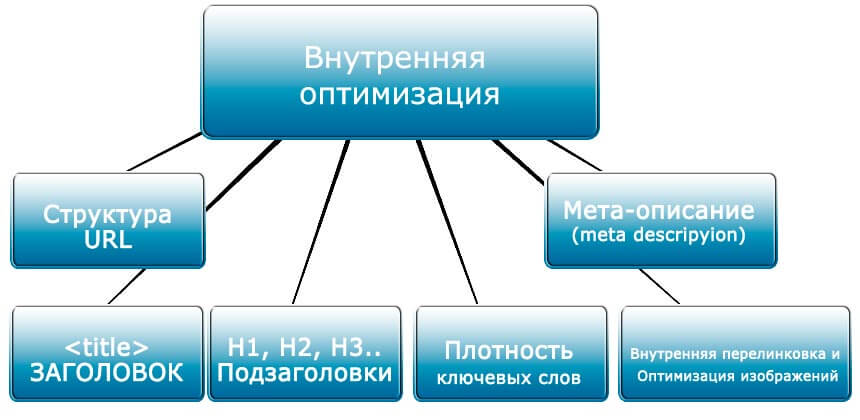 Внутренняя
оптимизация
Структура
URL
Мета-описание
(meta descripyion)
<title>
ЗАГОЛОВОК
H1, H2, H3..
Подзаголовки
Плотность
ключевых слов
Внутренняя перелинковка и
Оптимизация изображений